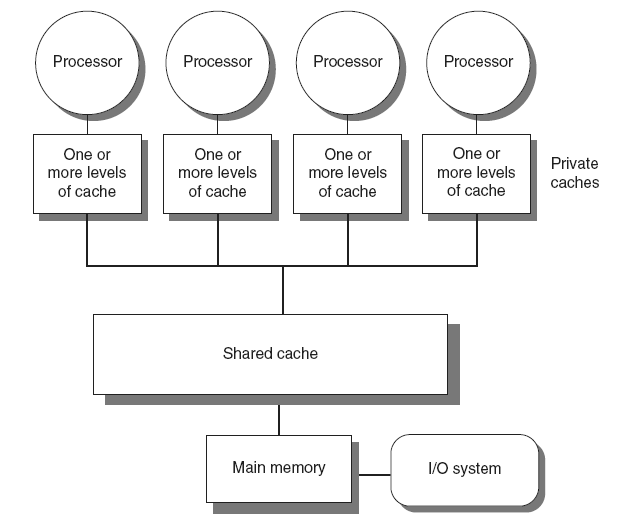 Processor
Processor
Processor
Processor
One or
more levels
of cache
One or
more levels
of cache
One or
more levels
of cache
One or
more levels
of cache
Private
caches
Shared cache
Main memory
I/O system